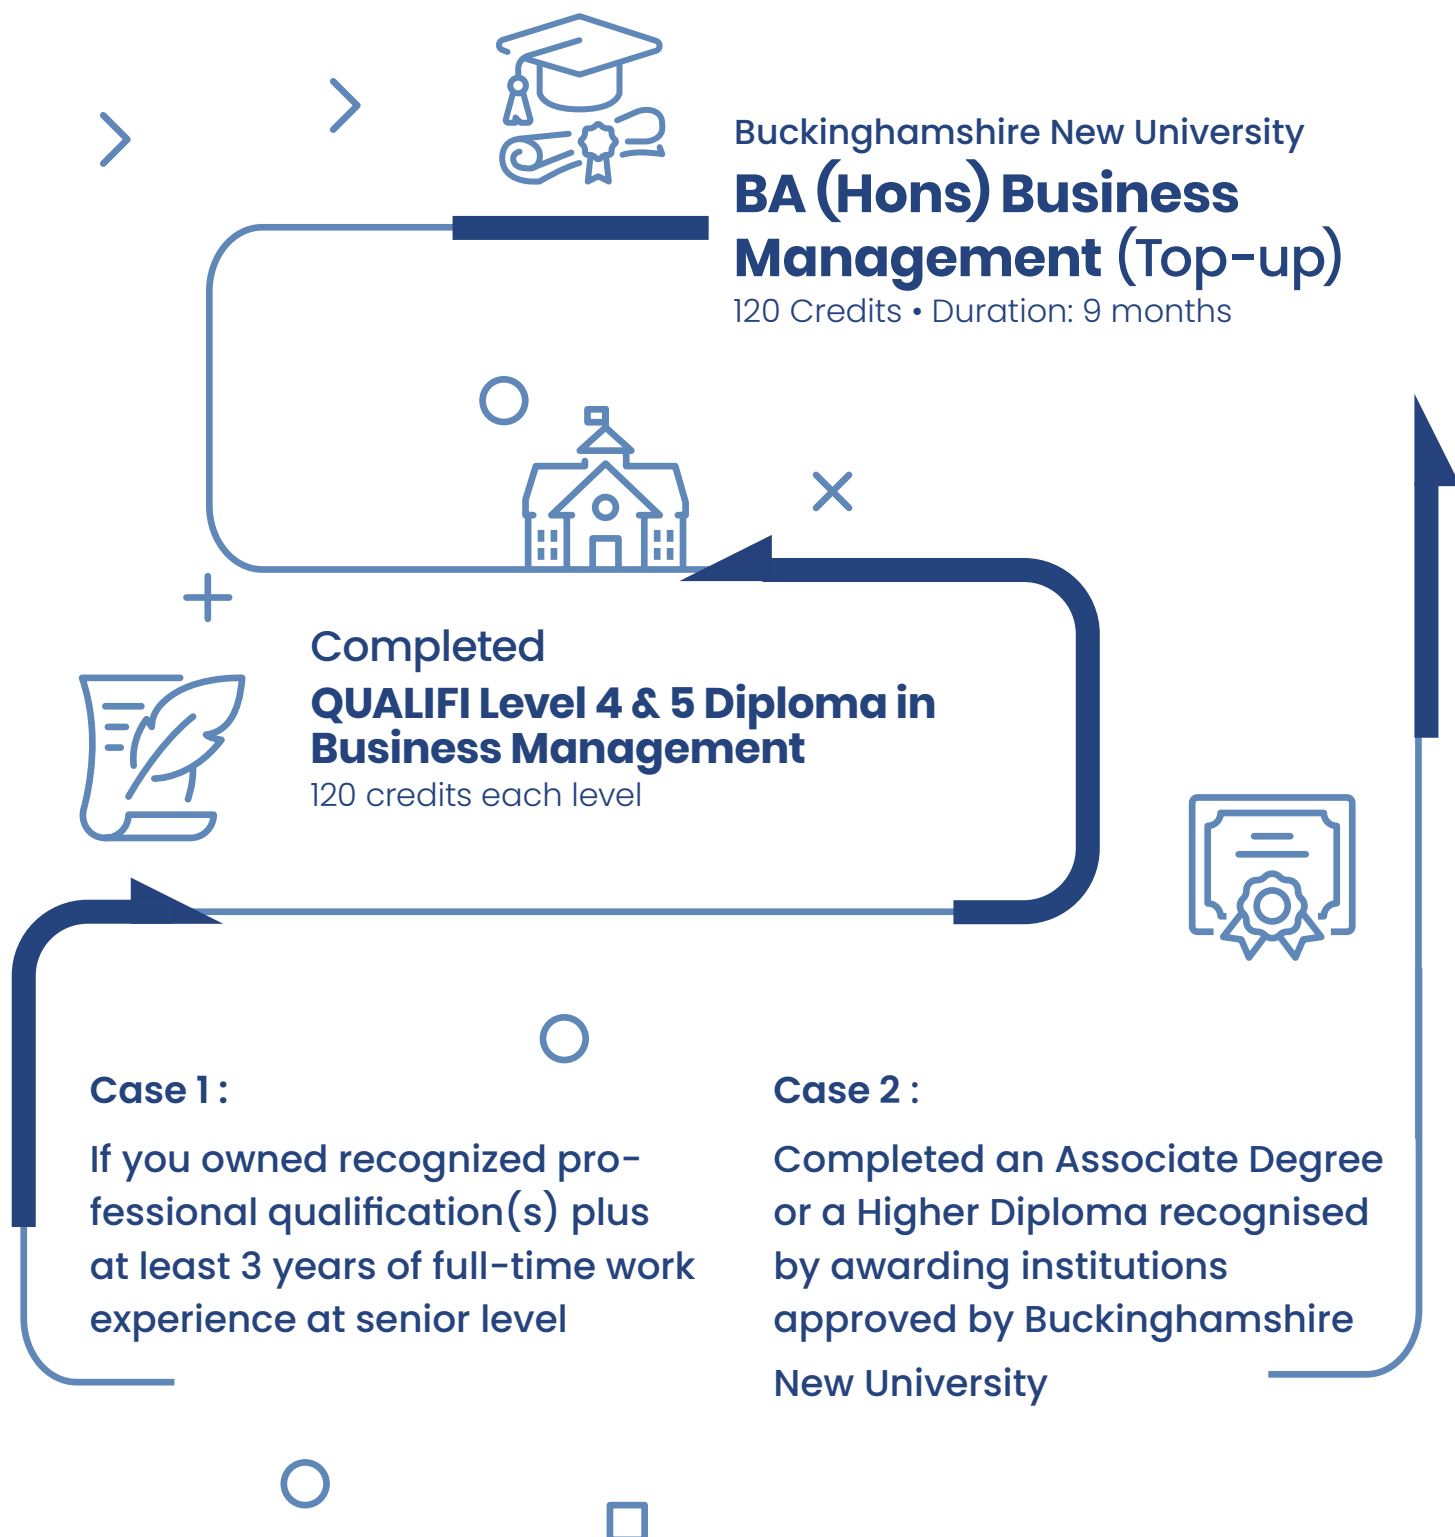 Buckinghamshire New University
BA (Hons) Business
Management (Top-up)
120 Credits • Duration: 9 months
Completed
QUALIFI Level 4 & 5 Diploma in
Business Management
120 credits each level
Case 1 :
If you owned recognized pro-
fessional qualification(s) plus
at least 3 years of full-time work
experience at senior level
Case 2 :
Completed an Associate Degree
or a Higher Diploma recognised
by awarding institutions
approved by Buckinghamshire
New University